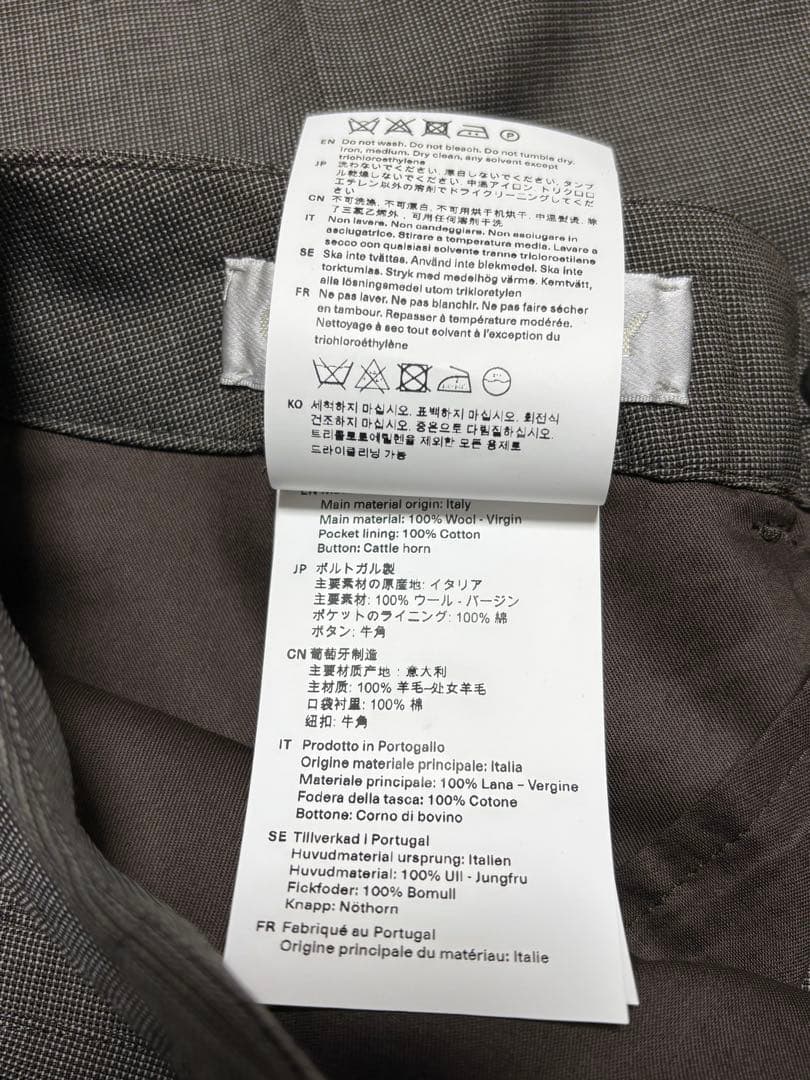 EN Do not wash. Do not bleach. Do not tumble dry.
Iron, medium. Dry clean, any solvent except
trichloroethylene
JP 洗わないでください. 漂白しないでください. タンブ
ル乾燥しないでください. 中温アイロン. トリクロロ
エチレン以外の溶剤でドライクリーニングしてくだ
さい
CN 不可洗滌, 不可漂白, 不可用烘干机烘干, 中温熨烫, 除
了三氯乙烯外, 可用任何溶剤干洗
IT Non lavare. Non candeggiare. Non asciugare in
asciugatrice. Stirare a temperatura media. Lavare a
secco con qualsiasi solvente tranne tricloroetilene
SE Ska inte tvättas. Använd inte blekmedel. Ska inte
torktumlas. Stryk med medelhög värme. Kemtvätt,
alla lösningsmedel utom trikloretylen
FR Ne pas laver. Ne pas blanchir. Ne pas faire sécher
en tambour. Repasser à température modérée.
Nettoyage à sec tout solvant à l'exception du
trichloroéthylène
KO 세척하지 마십시오. 표백하지 마십시오. 회전식
건조하지 마십시오. 중온으로 다림질하십시오.
트리클로로에틸렌을 제외한 모든 용제로
드라이클리닝 가능
Main material origin: Italy
Main material: 100% Wool - Virgin
Pocket lining: 100% Cotton
Button: Cattle horn
JP ポルトガル製
主要素材の原産地: イタリア
主要素材: 100% ウール - バージン
ポケットのライニング: 100% 綿
ボタン: 牛角
CN 葡萄牙制造
主要材质产地 : 意大利
主材质: 100% 羊毛–处女羊毛
口袋衬里: 100% 棉
纽扣: 牛角
IT Prodotto in Portogallo
Origine materiale principale: Italia
Materiale principale: 100% Lana – Vergine
Fodera della tasca: 100% Cotone
Bottone: Corno di bovino
SE Tillverkad i Portugal
Huvudmaterial ursprung: Italien
Huvudmaterial: 100% Ull - Jungfru
Fickfoder: 100% Bomull
Knapp: Nöthorn
FR Fabriqué au Portugal
Origine principale du matériau: Italie